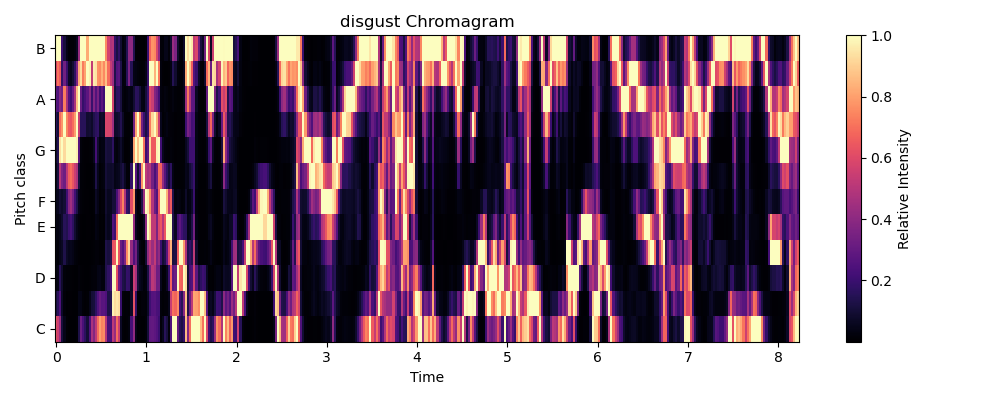 disgust Chromagram
B
A
G
F
E
D
C
Pitch class
0 1 2 3 4 5 6 7 8
Time
1.0
0.8
0.6
0.4
0.2
Relative Intensity